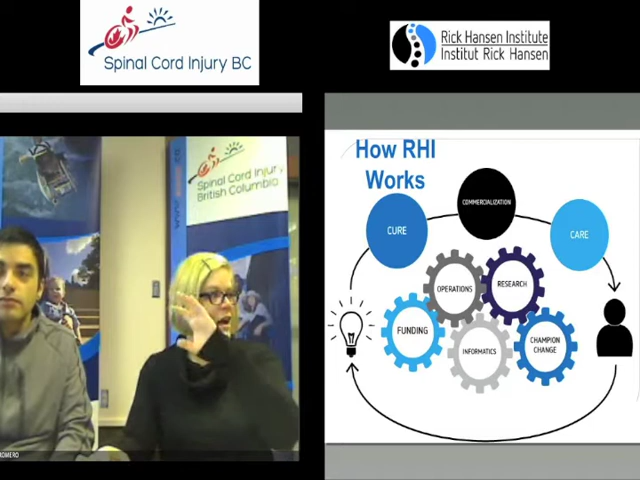 Spinal Cord Injury BC
Rick Hansen Institute
Institut Rick Hansen
Spinal Cord Injury
British Columbia
How RHI
Works
COMMERCIALIZATION
CURE
CARE
OPERATIONS
RESEARCH
FUNDING
INFORMATICS
CHAMPION
CHANGE